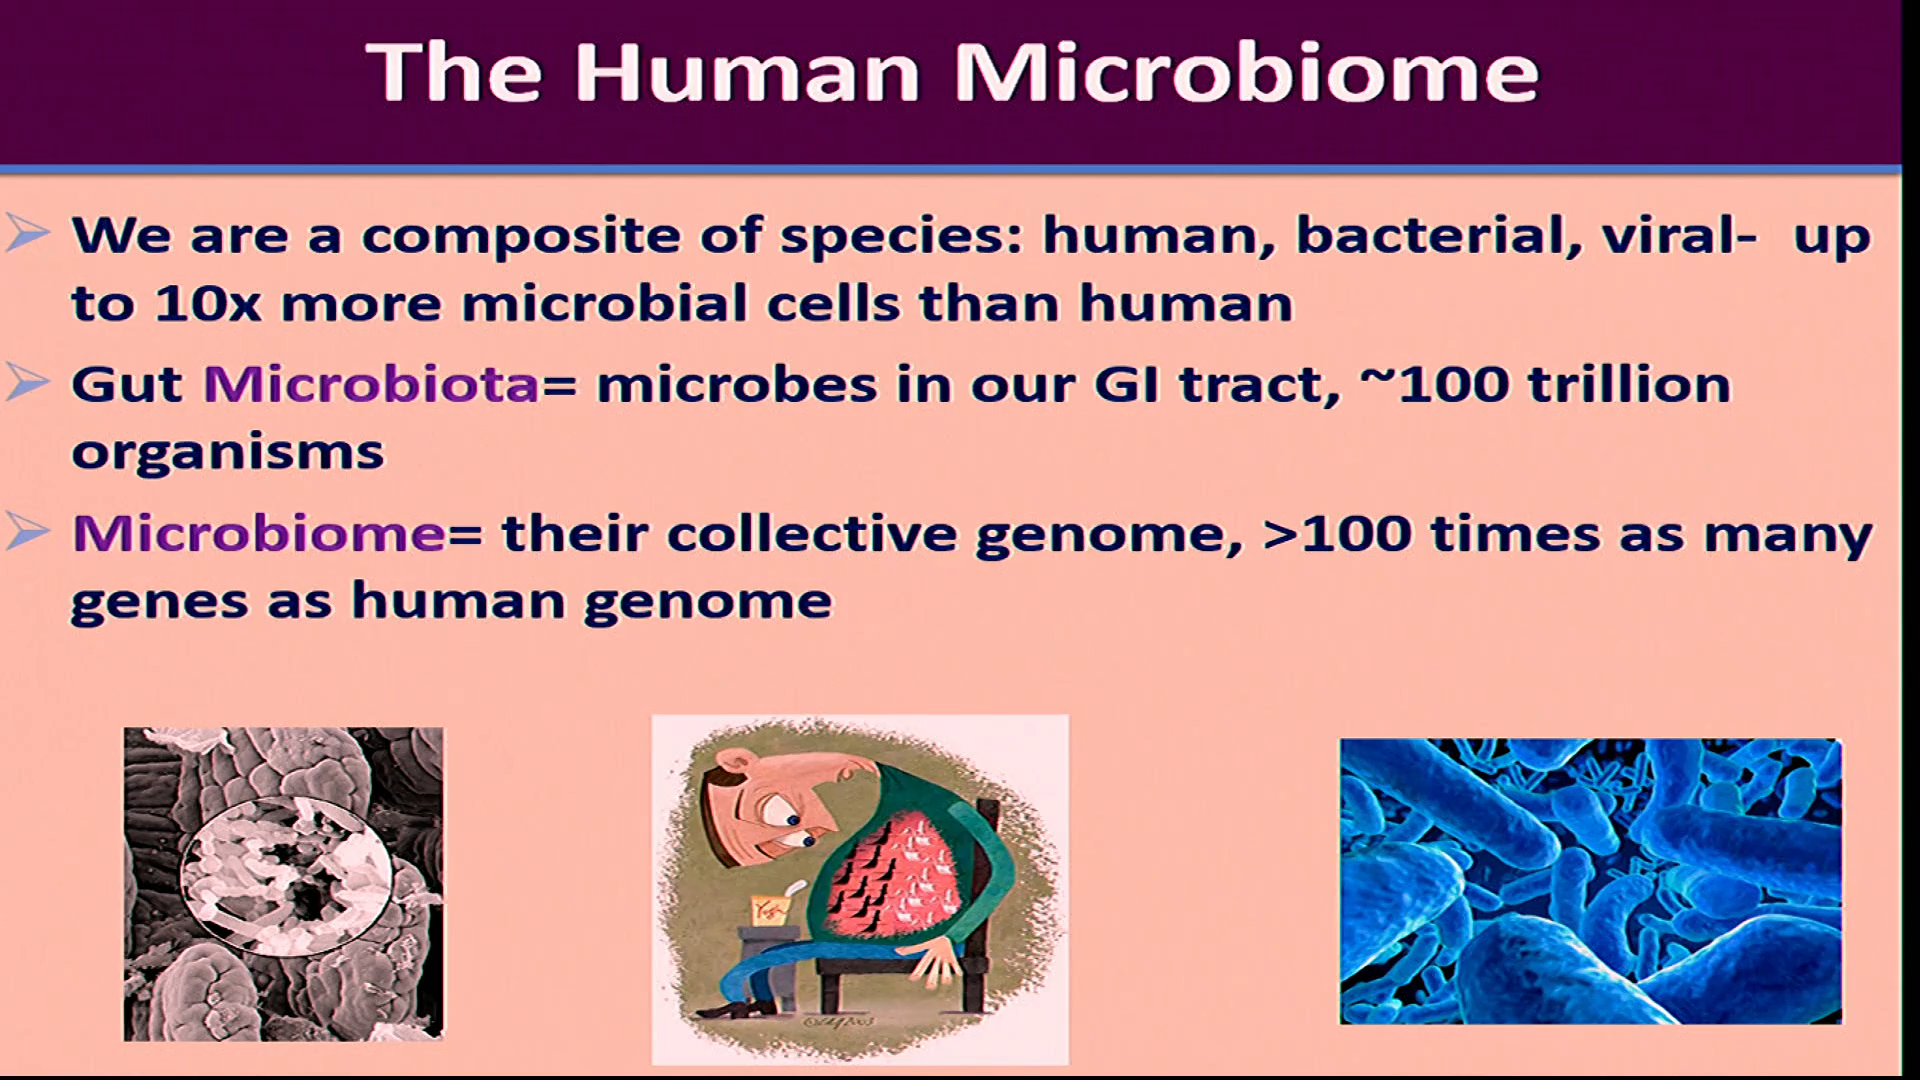 The Human Microbiome
We are a composite of species: human, bacterial, viral- up
to 10x more microbial cells than human
Gut Microbiota= microbes in our GI tract, ~100 trillion
organisms
Microbiome= their collective genome, >100 times as many
genes as human genome